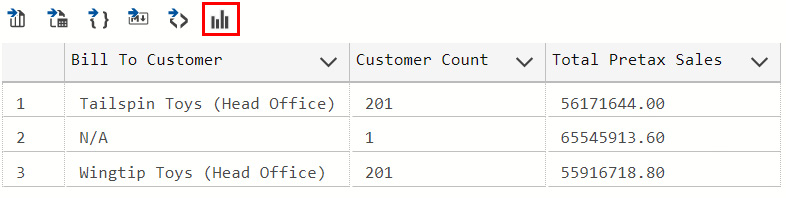 Bill To Customer Customer Count Total Pretax Sales
1 Tailspin Toys (Head Office) 201 56171644.00
2 N/A 1 65545913.60
3 Wingtip Toys (Head Office) 201 55916718.80